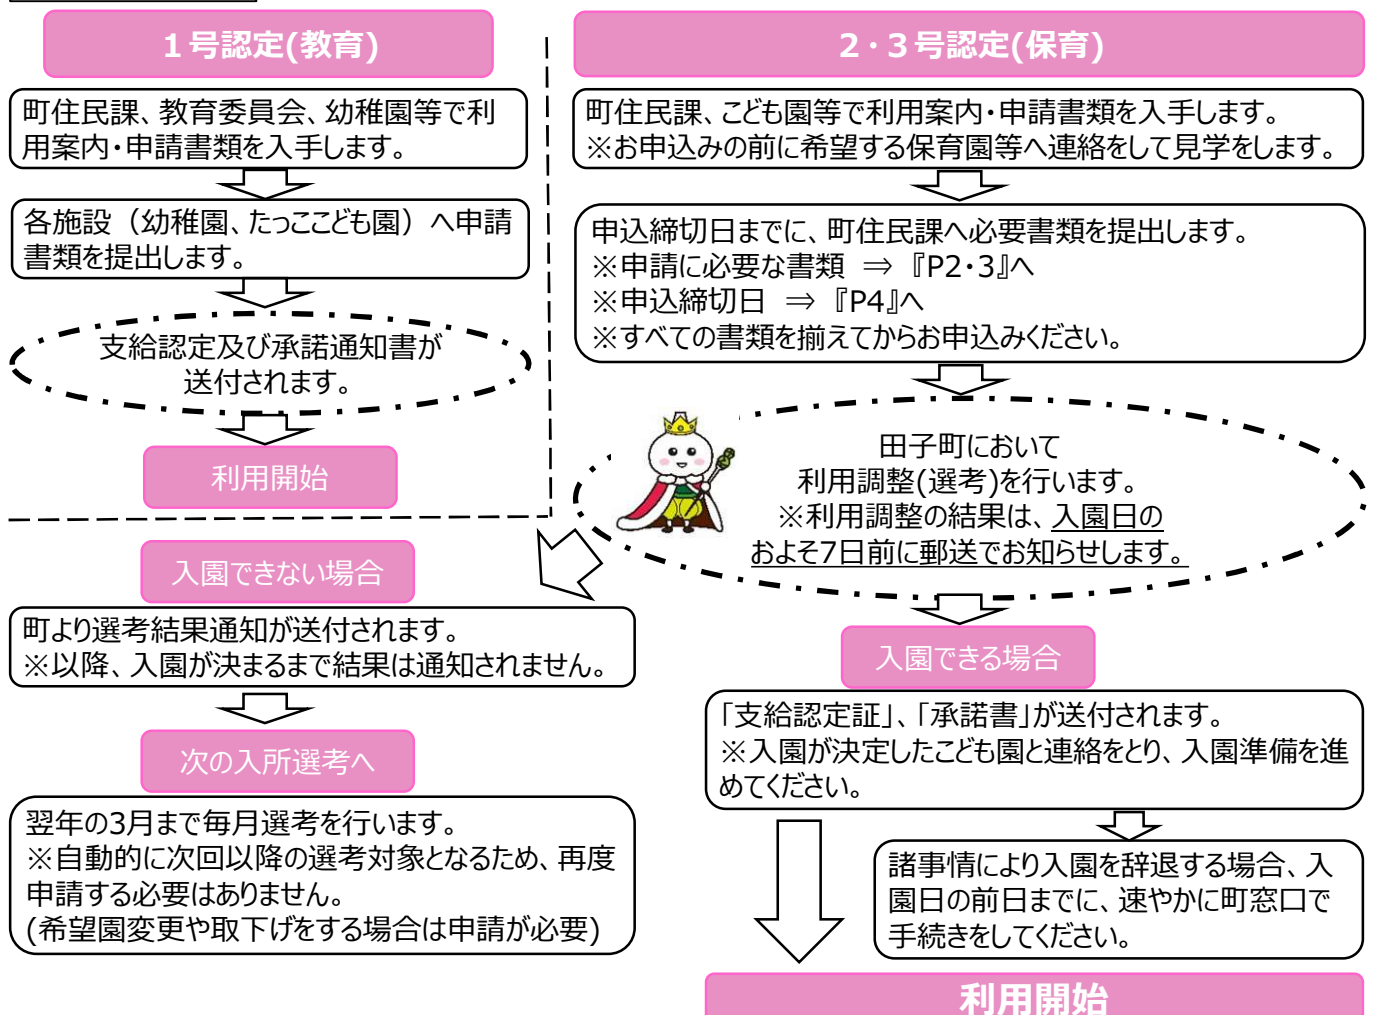 １号認定(教育)
町住民課、教育委員会、幼稚園等で利
用案内・申請書類を入手します。
各施設（幼稚園、たっここども園）へ申請
書類を提出します。
支給認定及び承諾通知書が
送付されます。
利用開始
２・３号認定(保育)
町住民課、こども園等で利用案内・申請書類を入手します。
※お申込みの前に希望する保育園等へ連絡をして見学をします。
申込締切日までに、町住民課へ必要書類を提出します。
※申請に必要な書類 ⇒ 『P2・3』へ
※申込締切日 ⇒ 『P4』へ
※すべての書類を揃えてからお申込みください。
田子町において
利用調整(選考)を行います。
※利用調整の結果は、入園日の
およそ7日前に郵送でお知らせします。
入園できない場合
町より選考結果通知が送付されます。
※以降、入園が決まるまで結果は通知されません。
次の入所選考へ
翌年の3月まで毎月選考を行います。
※自動的に次回以降の選考対象となるため、再度
申請する必要はありません。
(希望園変更や取下げをする場合は申請が必要)
入園できる場合
「支給認定証」、「承諾書」が送付されます。
※入園が決定したこども園と連絡をとり、入園準備を進
めてください。
諸事情により入園を辞退する場合、入
園日の前日までに、速やかに町窓口で
手続きをしてください。
利用開始